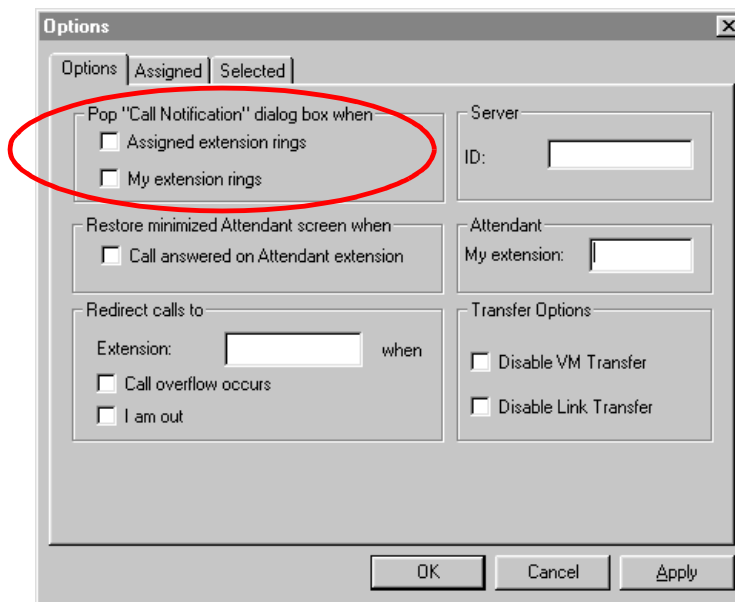 Options
Options Assigned Selected
Pop "Call Notification" dialog box when
Assigned extension rings
My extension rings
Server
ID:
Restore minimized Attendant screen when
Call answered on Attendant extension
Attendant
My extension:
Redirect calls to
Extension: when
Call overflow occurs
I am out
Transfer Options
Disable VM Transfer
Disable Link Transfer
OK Cancel Apply